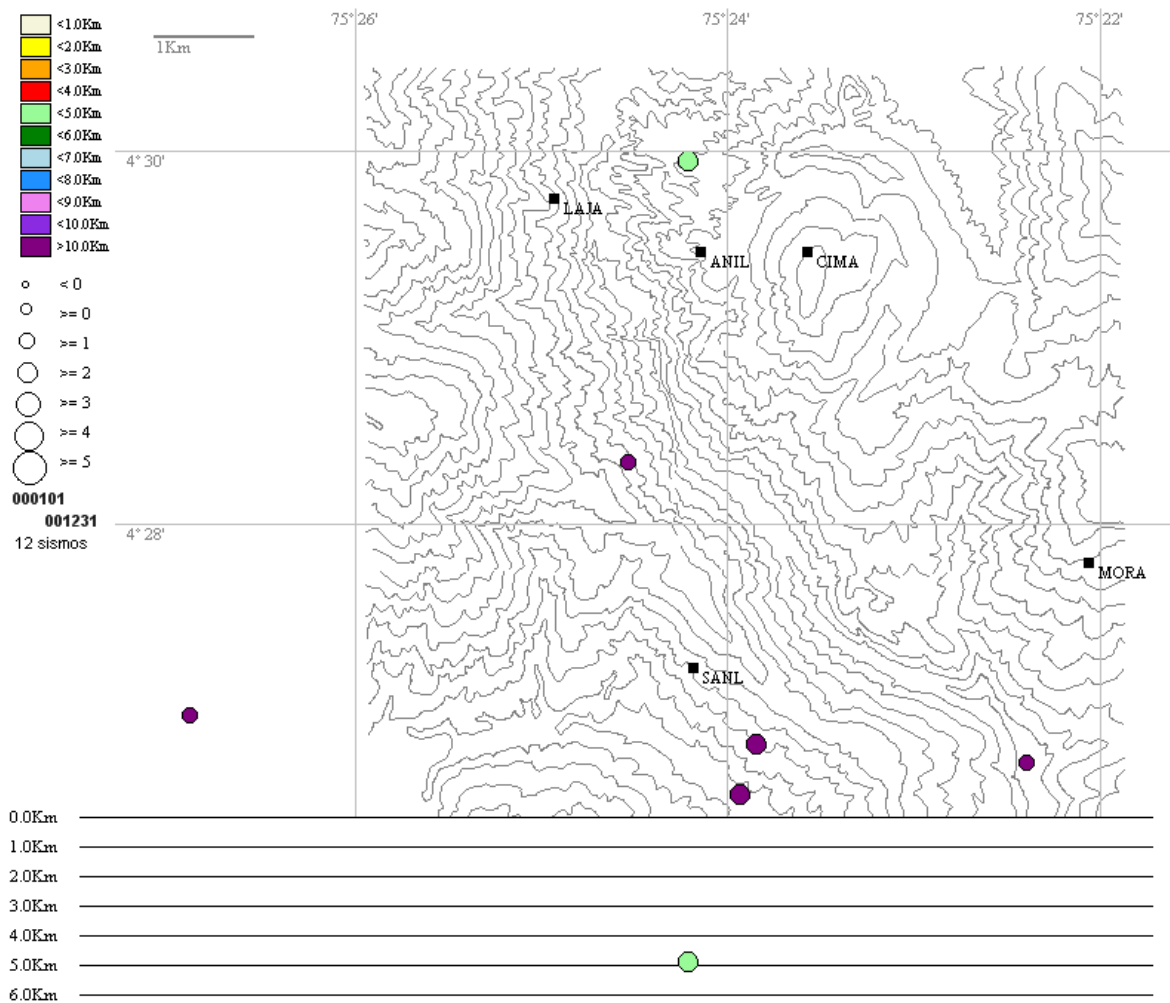 75° 26'
75° 24'
75° 22'
<1.0Km
<2.0Km
<3.0Km
<4.0Km
<5.0Km
<6.0Km
<7.0Km
<8.0Km
<9.0Km
<10.0Km
>10.0Km
1Km
4° 30'
LAJA
ANIL
CIMA
< 0
>= 0
>= 1
>= 2
>= 3
>= 4
>= 5
000101
001231
12 sismos
4° 28'
MORA
SANL
0.0Km
1.0Km
2.0Km
3.0Km
4.0Km
5.0Km
6.0Km